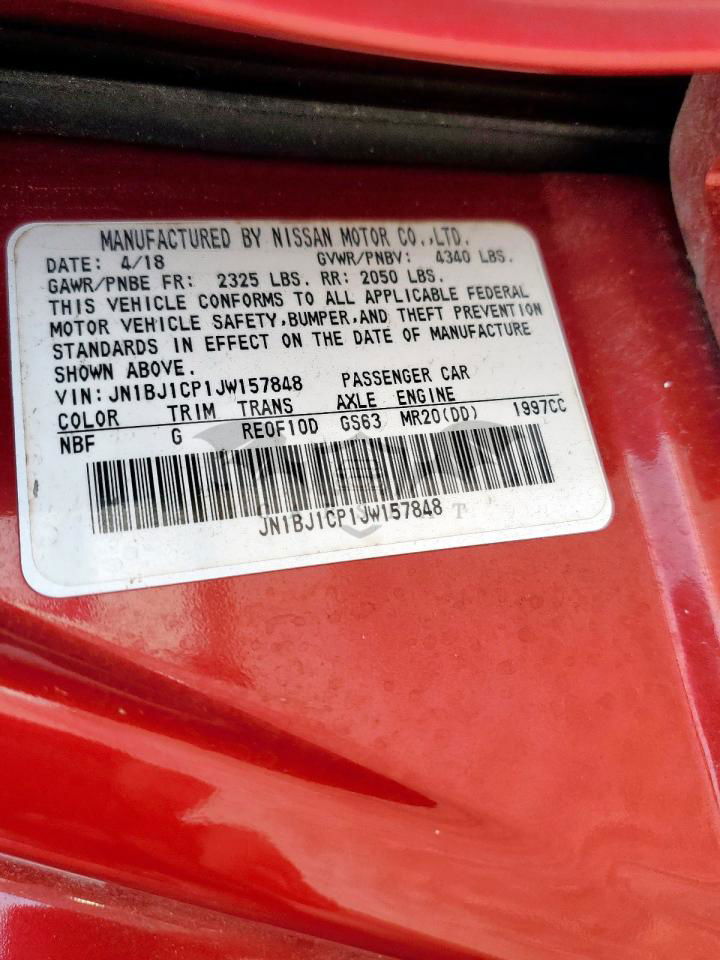 MANUFACTURED BY NISSAN MOTOR CO.,LTD.
DATE: 4/18 GVWR/PNBV: 4340 LBS.
GAWR/PNBE FR: 2325 LBS. RR: 2050 LBS.
THIS VEHICLE CONFORMS TO ALL APPLICABLE FEDERAL
MOTOR VEHICLE SAFETY,BUMPER,AND THEFT PREVENTION
STANDARDS IN EFFECT ON THE DATE OF MANUFACTURE
SHOWN ABOVE.
VIN: JN1BJ1CP1JW157848 PASSENGER CAR
COLOR TRIM TRANS AXLE ENGINE
NBF G RE0F10D GS63 MR20(DD) 1997CC
JN1BJ1CP1JW157848